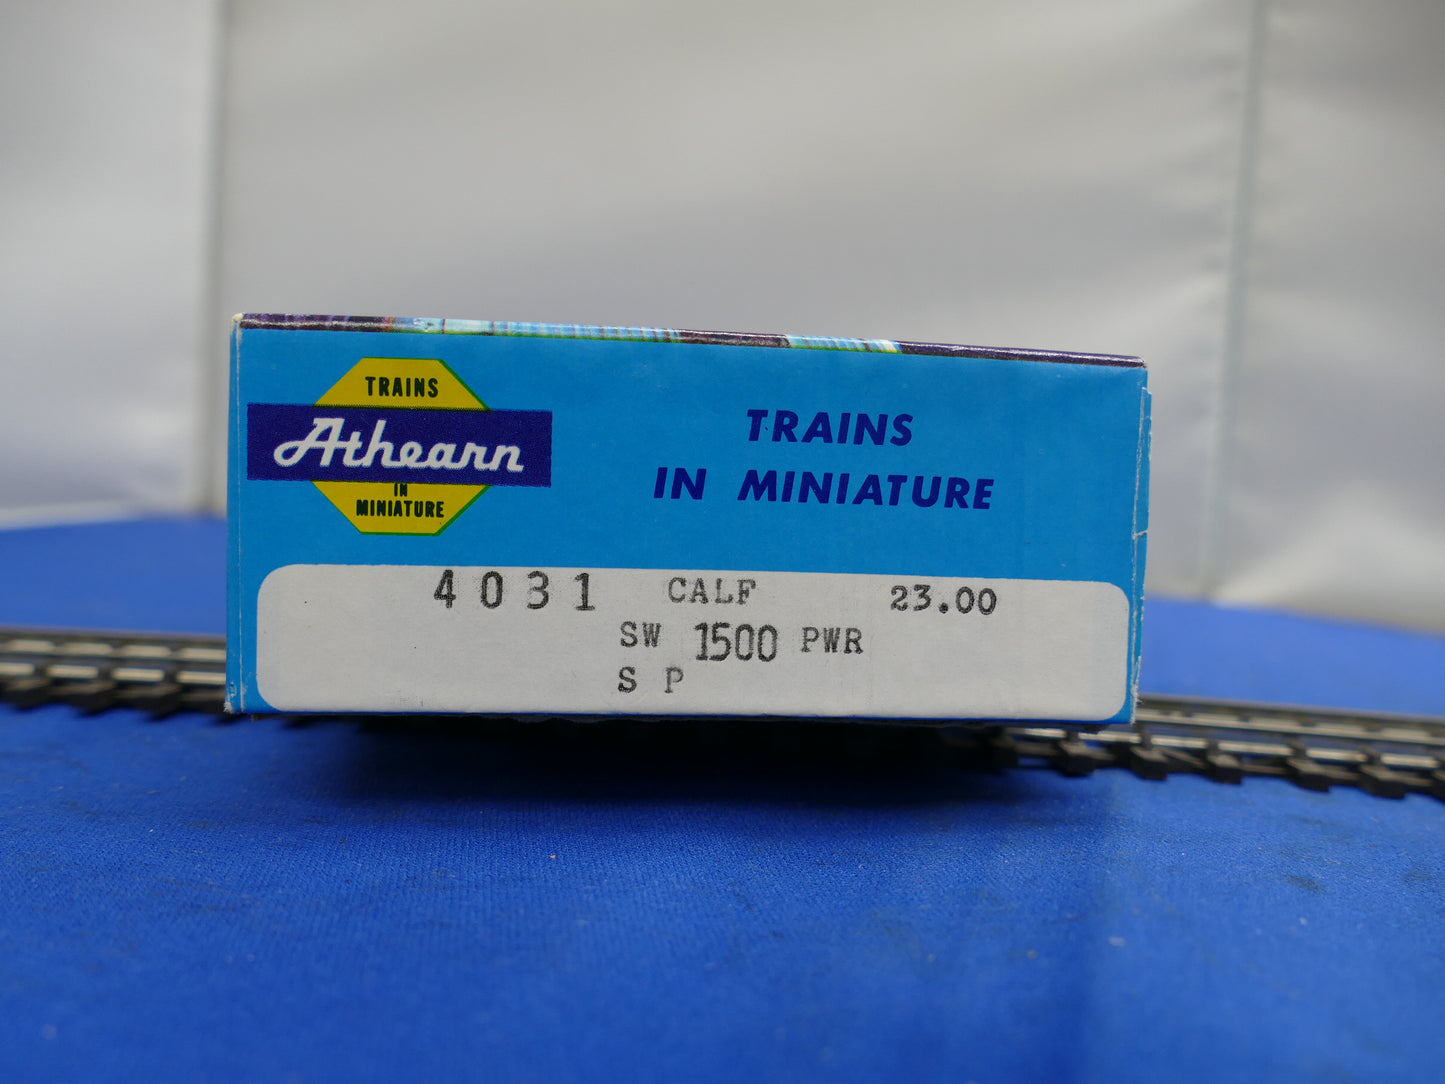 TRAINS
Athearn
IN
MINIATURE
TRAINS
IN MINIATURE
4031 CALF 23.00
SW 1500 PWR
S P